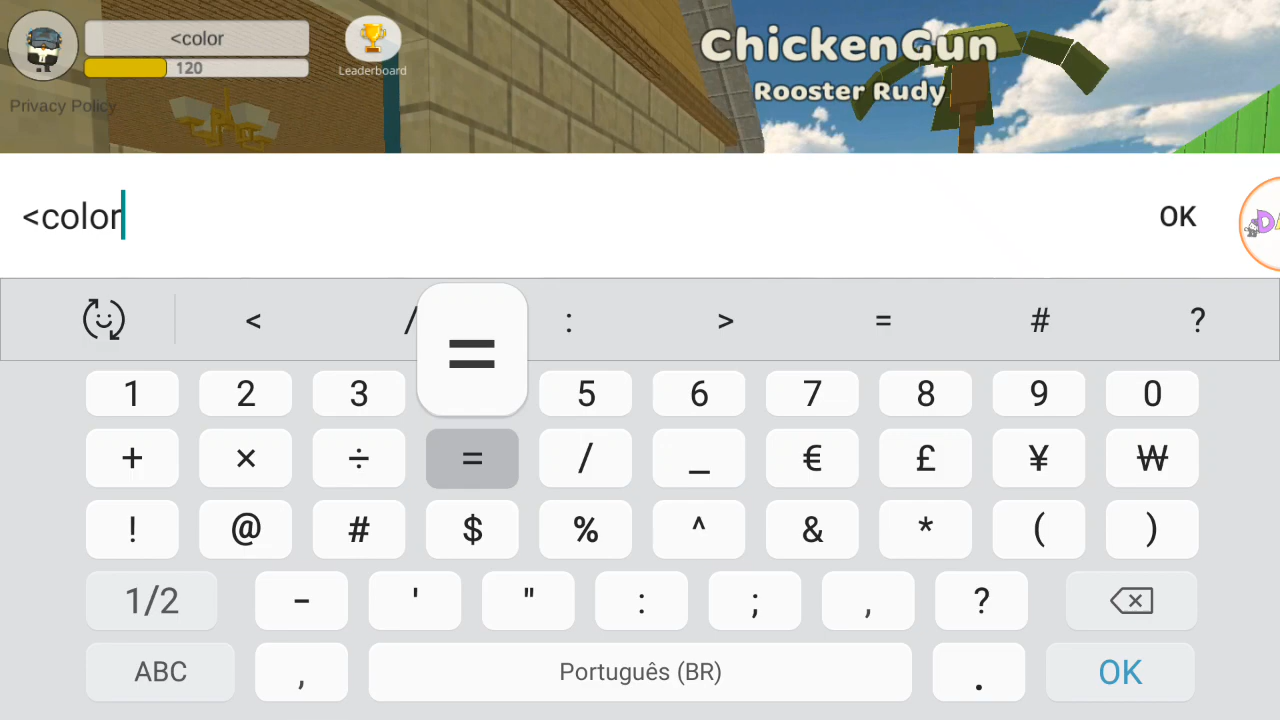 <color
120
Leaderboard
Privacy Policy
ChickenGun
Rooster Rudy
<color
OK
< / = : > = # ?
1 2 3 5 6 7 8 9 0
+ × ÷ = / _ € £ ¥ ₩
! @ # $ % ^ & * ( )
1/2 - ' " : ; , ?
ABC , Português (BR) . OK